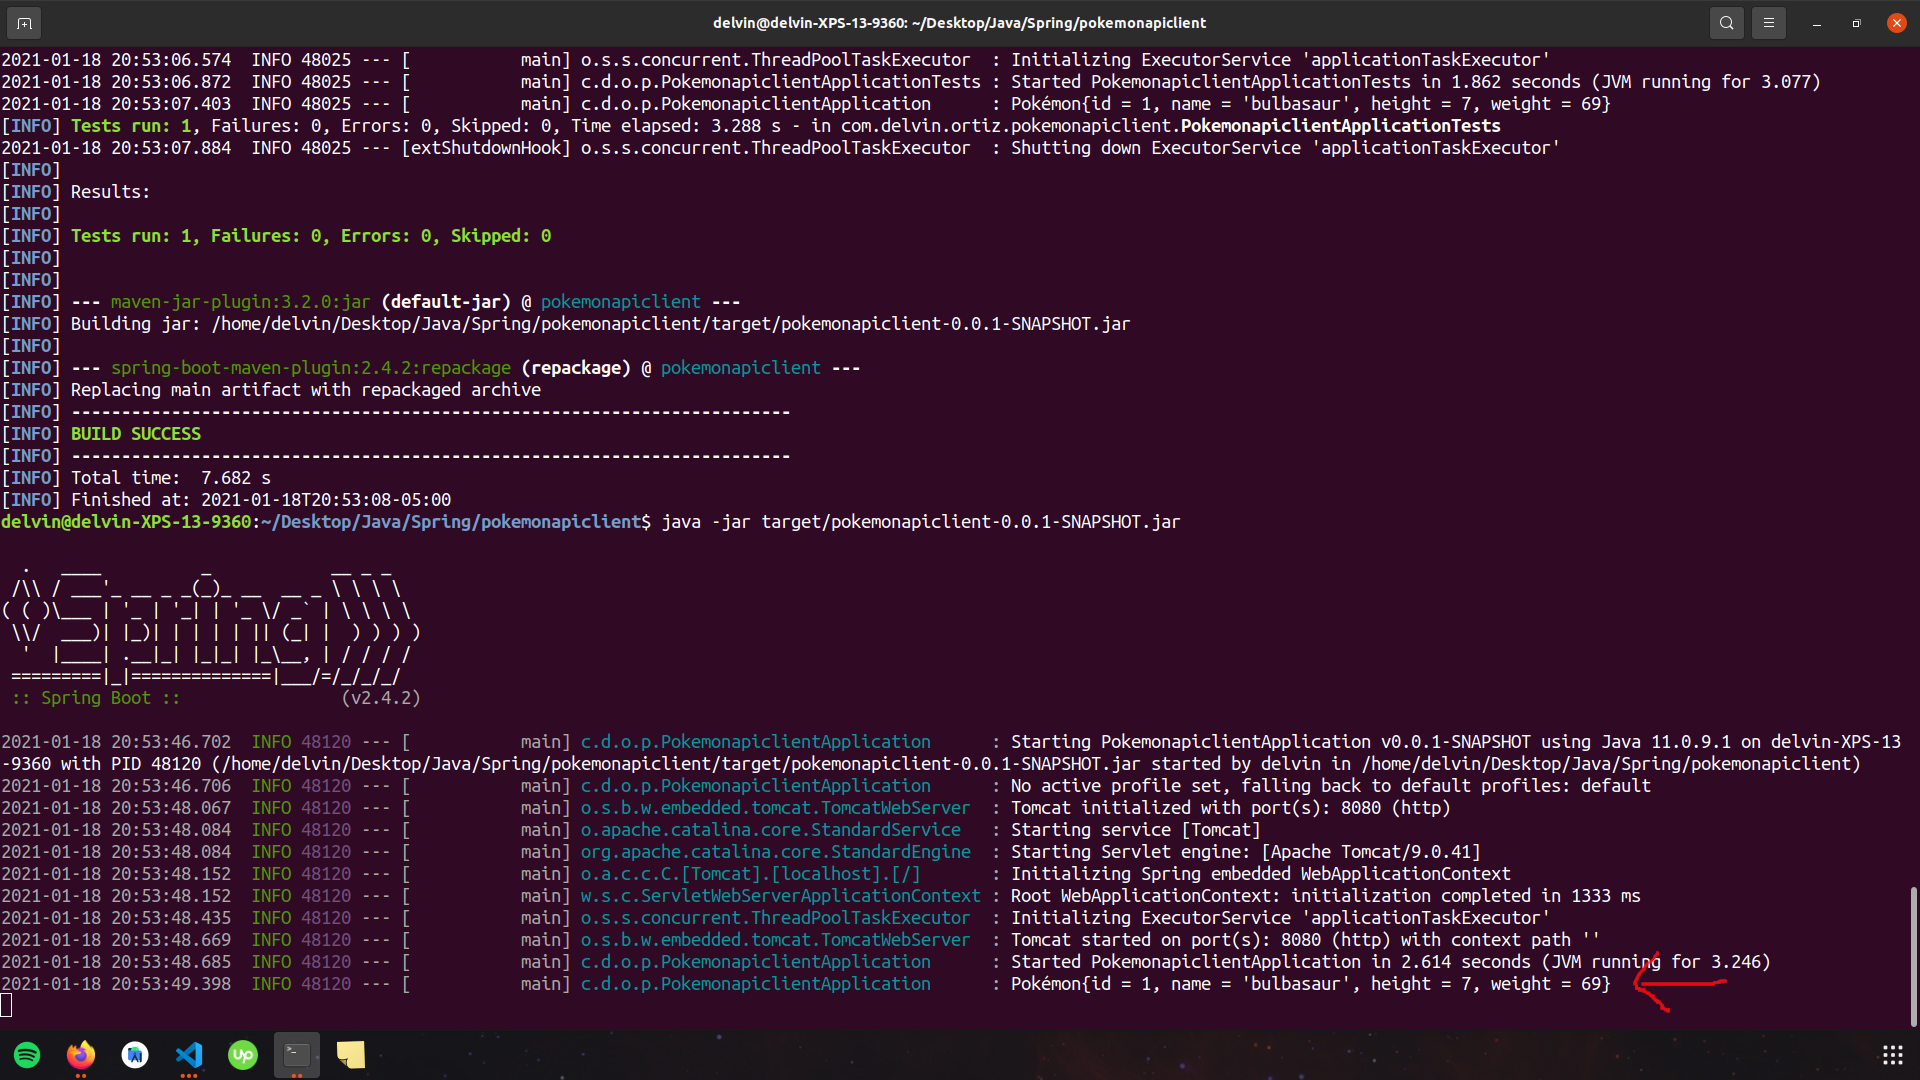 delvin@delvin-XPS-13-9360: ~/Desktop/Java/Spring/pokemonapiclient
2021-01-18 20:53:06.574  INFO 48025 --- [           main] o.s.s.concurrent.ThreadPoolTaskExecutor  : Initializing ExecutorService 'applicationTaskExecutor'
2021-01-18 20:53:06.872  INFO 48025 --- [           main] c.d.o.p.PokemonapiclientApplicationTests : Started PokemonapiclientApplicationTests in 1.862 seconds (JVM running for 3.077)
2021-01-18 20:53:07.403  INFO 48025 --- [           main] c.d.o.p.PokemonapiclientApplication      : Pokémon{id = 1, name = 'bulbasaur', height = 7, weight = 69}
[INFO] Tests run: 1, Failures: 0, Errors: 0, Skipped: 0, Time elapsed: 3.288 s - in com.delvin.ortiz.pokemonapiclient.PokemonapiclientApplicationTests
2021-01-18 20:53:07.884  INFO 48025 --- [extShutdownHook] o.s.s.concurrent.ThreadPoolTaskExecutor  : Shutting down ExecutorService 'applicationTaskExecutor'
[INFO]
[INFO] Results:
[INFO]
[INFO] Tests run: 1, Failures: 0, Errors: 0, Skipped: 0
[INFO]
[INFO]
[INFO] --- maven-jar-plugin:3.2.0:jar (default-jar) @ pokemonapiclient ---
[INFO] Building jar: /home/delvin/Desktop/Java/Spring/pokemonapiclient/target/pokemonapiclient-0.0.1-SNAPSHOT.jar
[INFO]
[INFO] --- spring-boot-maven-plugin:2.4.2:repackage (repackage) @ pokemonapiclient ---
[INFO] Replacing main artifact with repackaged archive
[INFO] ------------------------------------------------------------------------
[INFO] BUILD SUCCESS
[INFO] ------------------------------------------------------------------------
[INFO] Total time:  7.682 s
[INFO] Finished at: 2021-01-18T20:53:08-05:00
delvin@delvin-XPS-13-9360:~/Desktop/Java/Spring/pokemonapiclient$ java -jar target/pokemonapiclient-0.0.1-SNAPSHOT.jar
  .   ____          _            __ _ _
 /\\ / ___'_ __ _ _(_)_ __  __ _ \ \ \ \
( ( )\___ | '_ | '_| | '_ \/ _` | \ \ \ \
 \\/  ___)| |_)| | | | | || (_| |  ) ) ) )
  '  |____| .__|_| |_|_| |_\__, | / / / /
 =========|_|==============|___/=/_/_/_/
 :: Spring Boot ::                (v2.4.2)
2021-01-18 20:53:46.702  INFO 48120 --- [           main] c.d.o.p.PokemonapiclientApplication      : Starting PokemonapiclientApplication v0.0.1-SNAPSHOT using Java 11.0.9.1 on delvin-XPS-13
-9360 with PID 48120 (/home/delvin/Desktop/Java/Spring/pokemonapiclient/target/pokemonapiclient-0.0.1-SNAPSHOT.jar started by delvin in /home/delvin/Desktop/Java/Spring/pokemonapiclient)
2021-01-18 20:53:46.706  INFO 48120 --- [           main] c.d.o.p.PokemonapiclientApplication      : No active profile set, falling back to default profiles: default
2021-01-18 20:53:48.067  INFO 48120 --- [           main] o.s.b.w.embedded.tomcat.TomcatWebServer  : Tomcat initialized with port(s): 8080 (http)
2021-01-18 20:53:48.084  INFO 48120 --- [           main] o.apache.catalina.core.StandardService   : Starting service [Tomcat]
2021-01-18 20:53:48.084  INFO 48120 --- [           main] org.apache.catalina.core.StandardEngine  : Starting Servlet engine: [Apache Tomcat/9.0.41]
2021-01-18 20:53:48.152  INFO 48120 --- [           main] o.a.c.c.C.[Tomcat].[localhost].[/]       : Initializing Spring embedded WebApplicationContext
2021-01-18 20:53:48.152  INFO 48120 --- [           main] w.s.c.ServletWebServerApplicationContext : Root WebApplicationContext: initialization completed in 1333 ms
2021-01-18 20:53:48.435  INFO 48120 --- [           main] o.s.s.concurrent.ThreadPoolTaskExecutor  : Initializing ExecutorService 'applicationTaskExecutor'
2021-01-18 20:53:48.669  INFO 48120 --- [           main] o.s.b.w.embedded.tomcat.TomcatWebServer  : Tomcat started on port(s): 8080 (http) with context path ''
2021-01-18 20:53:48.685  INFO 48120 --- [           main] c.d.o.p.PokemonapiclientApplication      : Started PokemonapiclientApplication in 2.614 seconds (JVM running for 3.246)
2021-01-18 20:53:49.398  INFO 48120 --- [           main] c.d.o.p.PokemonapiclientApplication      : Pokémon{id = 1, name = 'bulbasaur', height = 7, weight = 69}
up